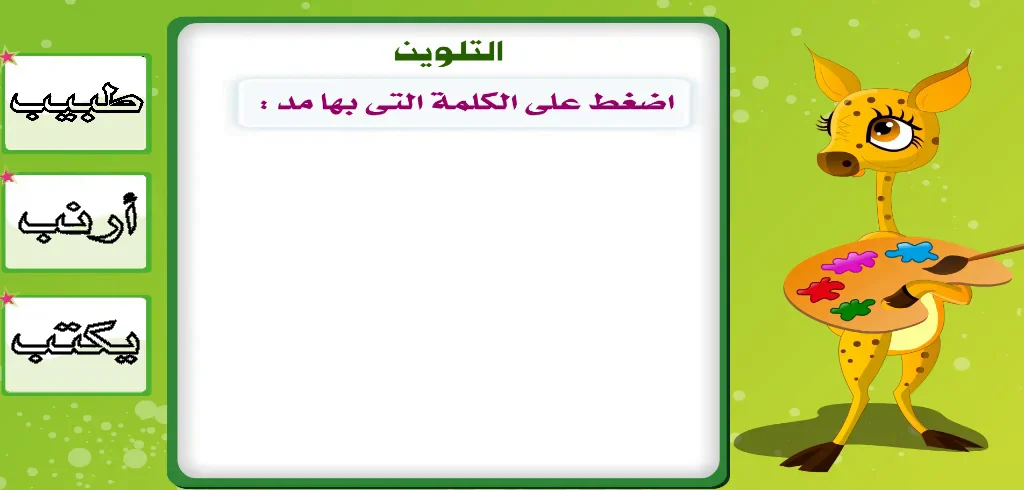 التلوين
اضغط على الكلمة التى بها مد :
طبيب
أرنب
يكتب